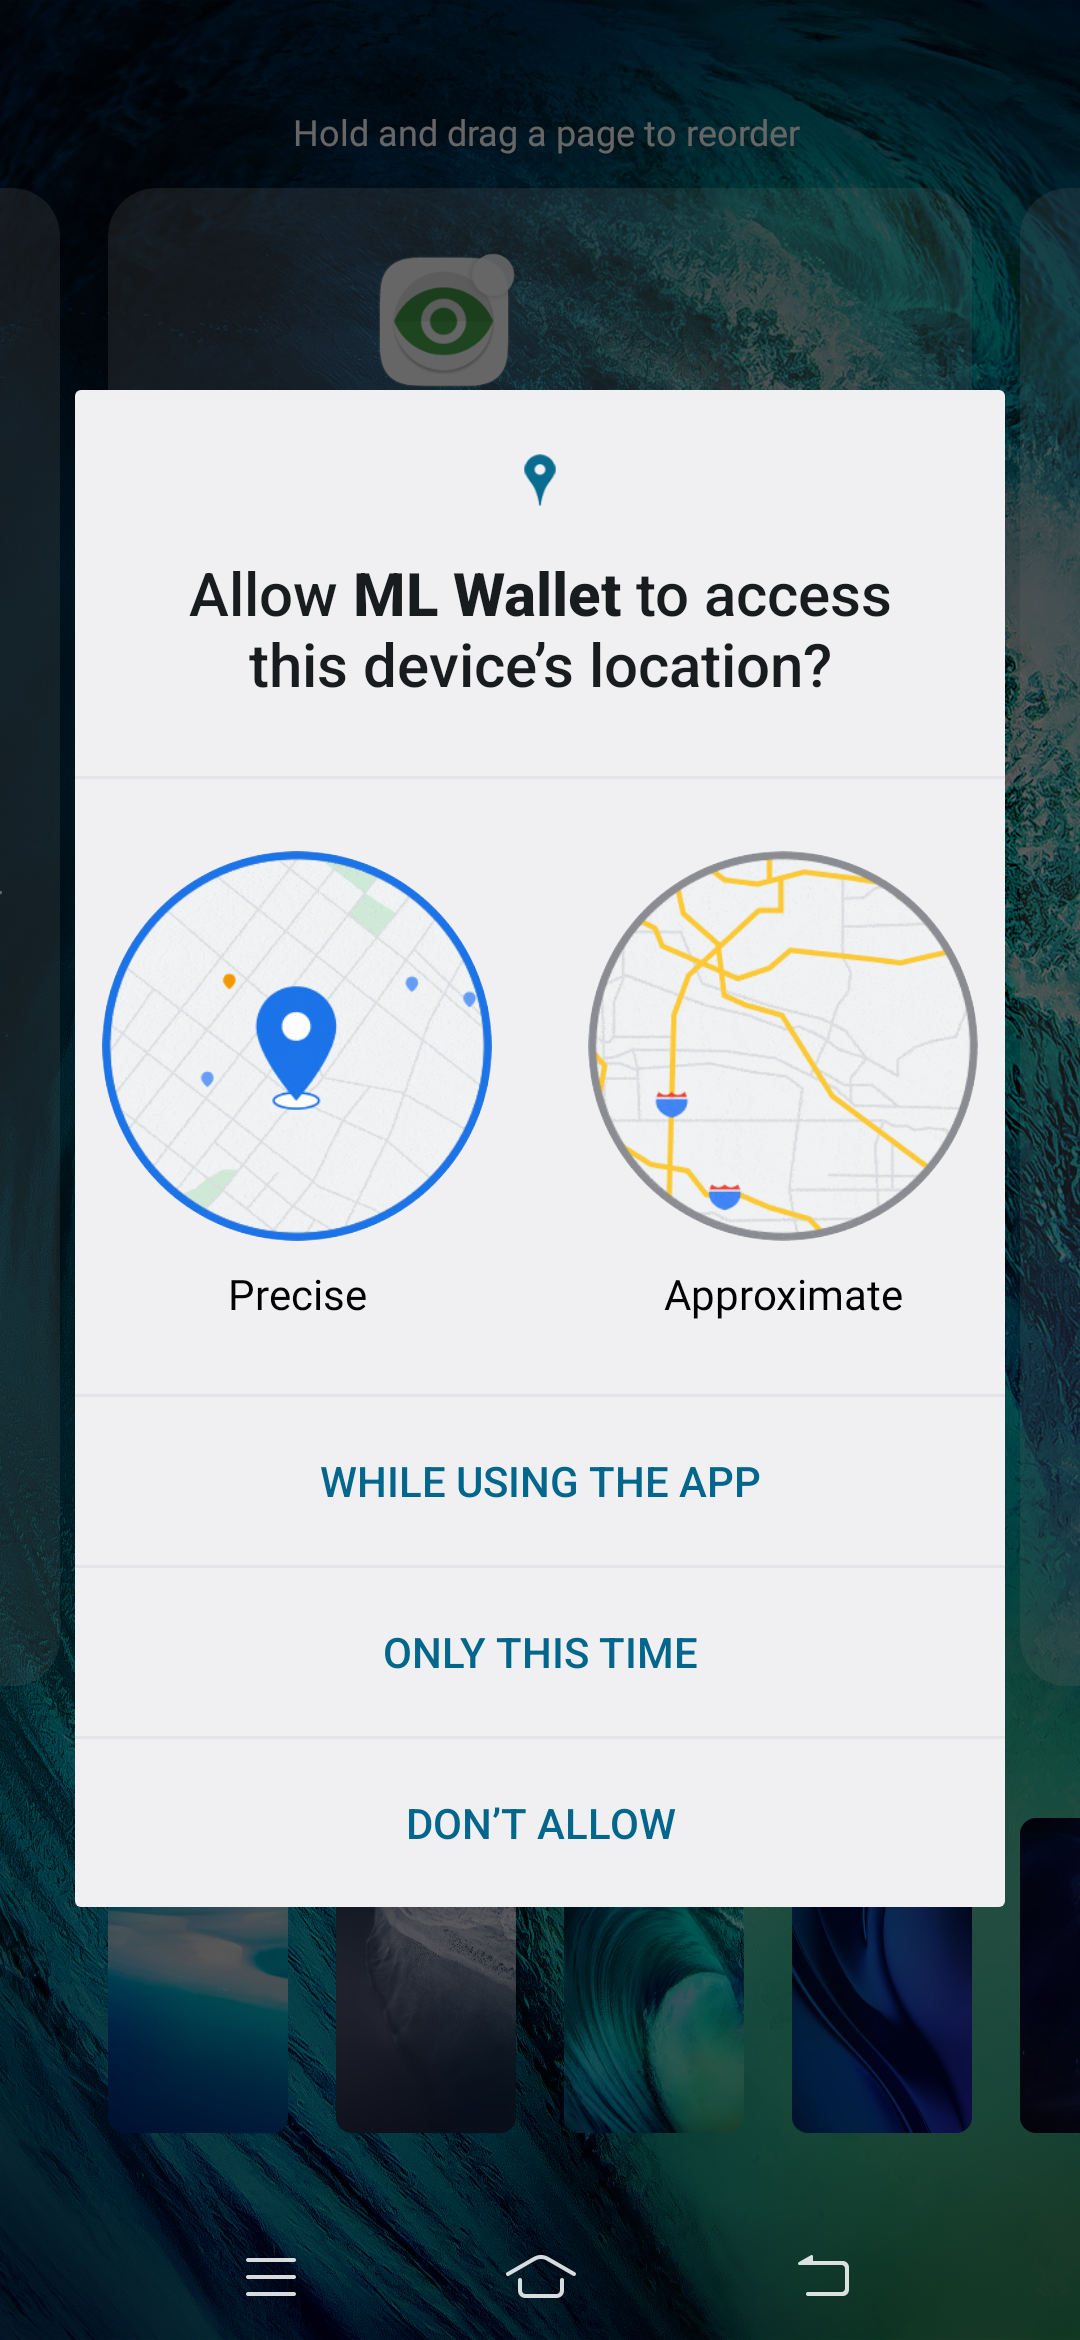 Hold and drag a page to reorder
Allow ML Wallet to access
this device’s location?
Precise
Approximate
WHILE USING THE APP
ONLY THIS TIME
DON’T ALLOW